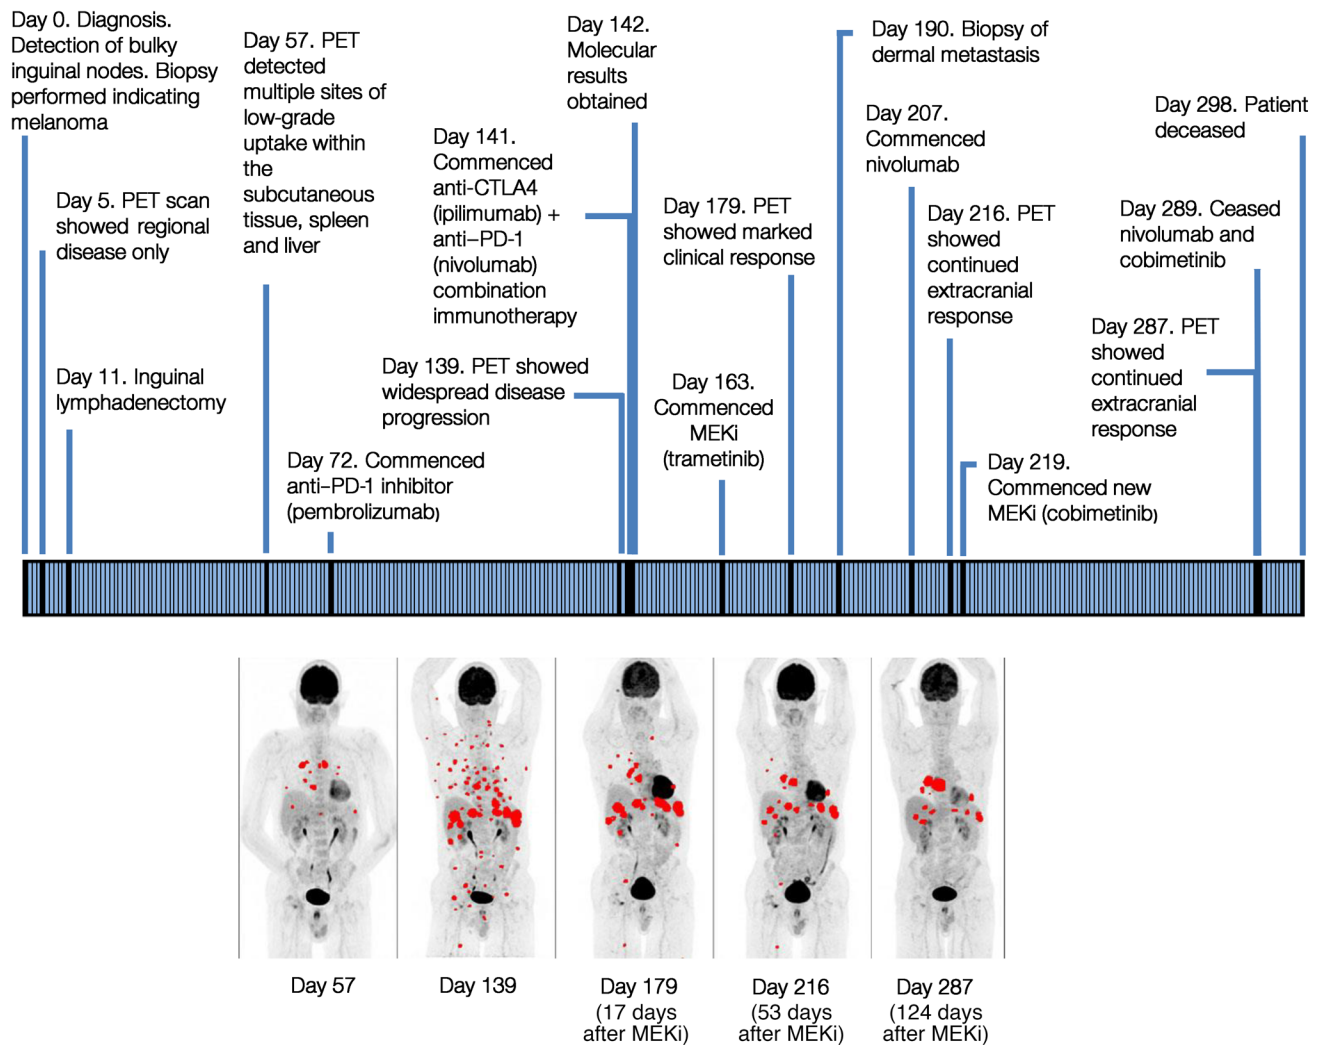 Day 0. Diagnosis.
Detection of bulky
inguinal nodes. Biopsy
performed indicating
melanoma
Day 5. PET scan
showed regional
disease only
Day 11. Inguinal
lymphadenectomy
Day 57. PET
detected
multiple sites of
low-grade
uptake within
the
subcutaneous
tissue, spleen
and liver
Day 72. Commenced
anti–PD-1 inhibitor
(pembrolizumab)
Day 139. PET showed
widespread disease
progression
Day 141.
Commenced
anti-CTLA4
(ipilimumab) +
anti–PD-1
(nivolumab)
combination
immunotherapy
Day 142.
Molecular
results
obtained
Day 163.
Commenced
MEKi
(trametinib)
Day 179. PET
showed marked
clinical response
Day 190. Biopsy of
dermal metastasis
Day 207.
Commenced
nivolumab
Day 216. PET
showed
continued
extracranial
response
Day 219.
Commenced new
MEKi (cobimetinib)
Day 287. PET
showed
continued
extracranial
response
Day 289. Ceased
nivolumab and
cobimetinib
Day 298. Patient
deceased
Day 57
Day 139
Day 179
(17 days
after MEKi)
Day 216
(53 days
after MEKi)
Day 287
(124 days
after MEKi)